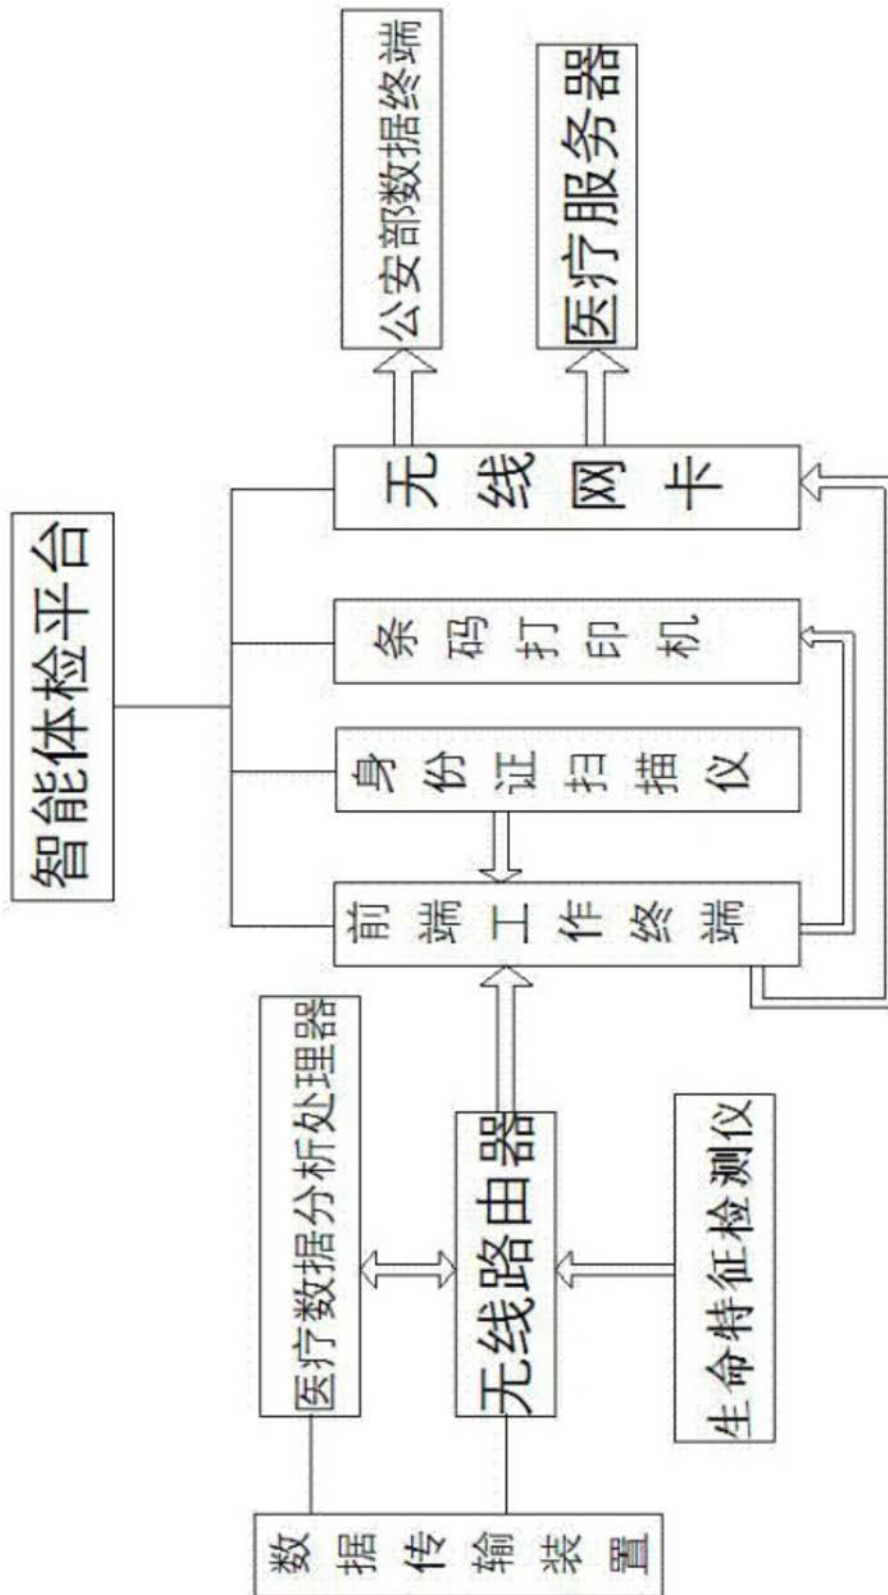 智能体检平台
公安部数据终端
医疗服务器
无线网卡
条码打印机
身份证扫描仪
前端工作终端
医疗数据分析处理器
无线路由器
生命特征检测仪
数据传输装置